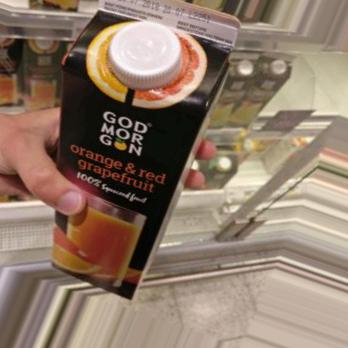 GOD
MOR
GON
orange & red
grapefruit
100% Squeezed fruit